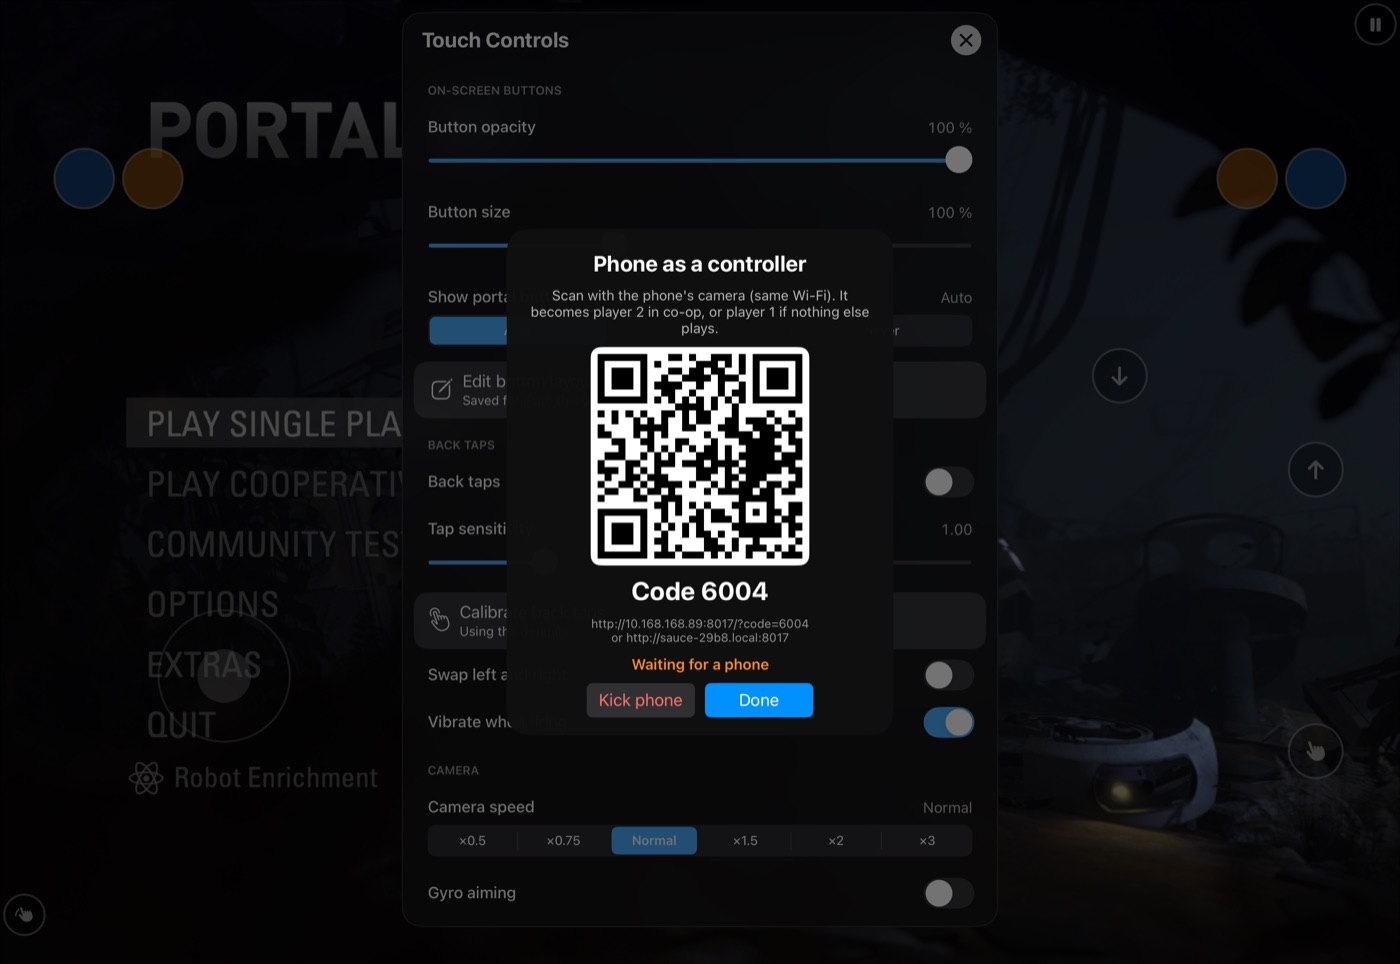 Touch Controls
ON-SCREEN BUTTONS
Button opacity
100 %
Button size
100 %
Show porta
Auto
Edit b
Saved f
BACK TAPS
Back taps
Tap sensiti
1.00
Calibra
Using th
Swap left a
Vibrate whe
CAMERA
Camera speed
Normal
×0.5
×0.75
Normal
×1.5
×2
×3
Gyro aiming
Phone as a controller
Scan with the phone's camera (same Wi-Fi). It
becomes player 2 in co-op, or player 1 if nothing else
plays.
Code 6004
http://10.168.168.89:8017/?code=6004
or http://sauce-29b8.local:8017
Waiting for a phone
Kick phone
Done
PORTAL
PLAY SINGLE PLA
PLAY COOPERATIV
COMMUNITY TES
OPTIONS
EXTRAS
QUIT
Robot Enrichment